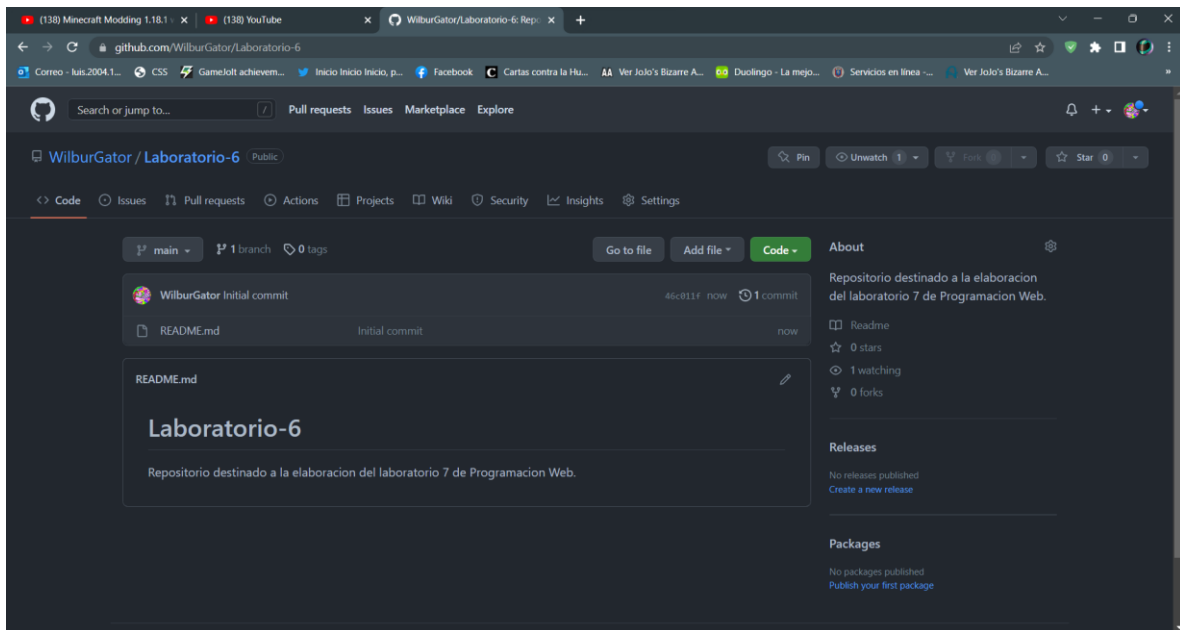 (138) Minecraft Modding 1.18.1
(138) YouTube
WilburGator/Laboratorio-6: Repo
github.com/WilburGator/Laboratorio-6
Correo - luis.2004.1...
CSS
GameJolt achievem...
Inicio Inicio Inicio, p...
Facebook
Cartas contra la Hu...
AA Ver JoJo's Bizarre A...
Duolingo - La mejo...
Servicios en línea -...
Ver JoJo's Bizarre A...
»
Search or jump to...
/
Pull requests
Issues
Marketplace
Explore
WilburGator / Laboratorio-6
Public
Pin
Unwatch 1
Fork 0
Star 0
Code
Issues
Pull requests
Actions
Projects
Wiki
Security
Insights
Settings
main
1 branch
0 tags
Go to file
Add file
Code
WilburGator Initial commit
46c011f now
1 commit
README.md
Initial commit
now
README.md
Laboratorio-6
Repositorio destinado a la elaboracion del laboratorio 7 de Programacion Web.
About
Repositorio destinado a la elaboracion
del laboratorio 7 de Programacion Web.
Readme
0 stars
1 watching
0 forks
Releases
No releases published
Create a new release
Packages
No packages published
Publish your first package